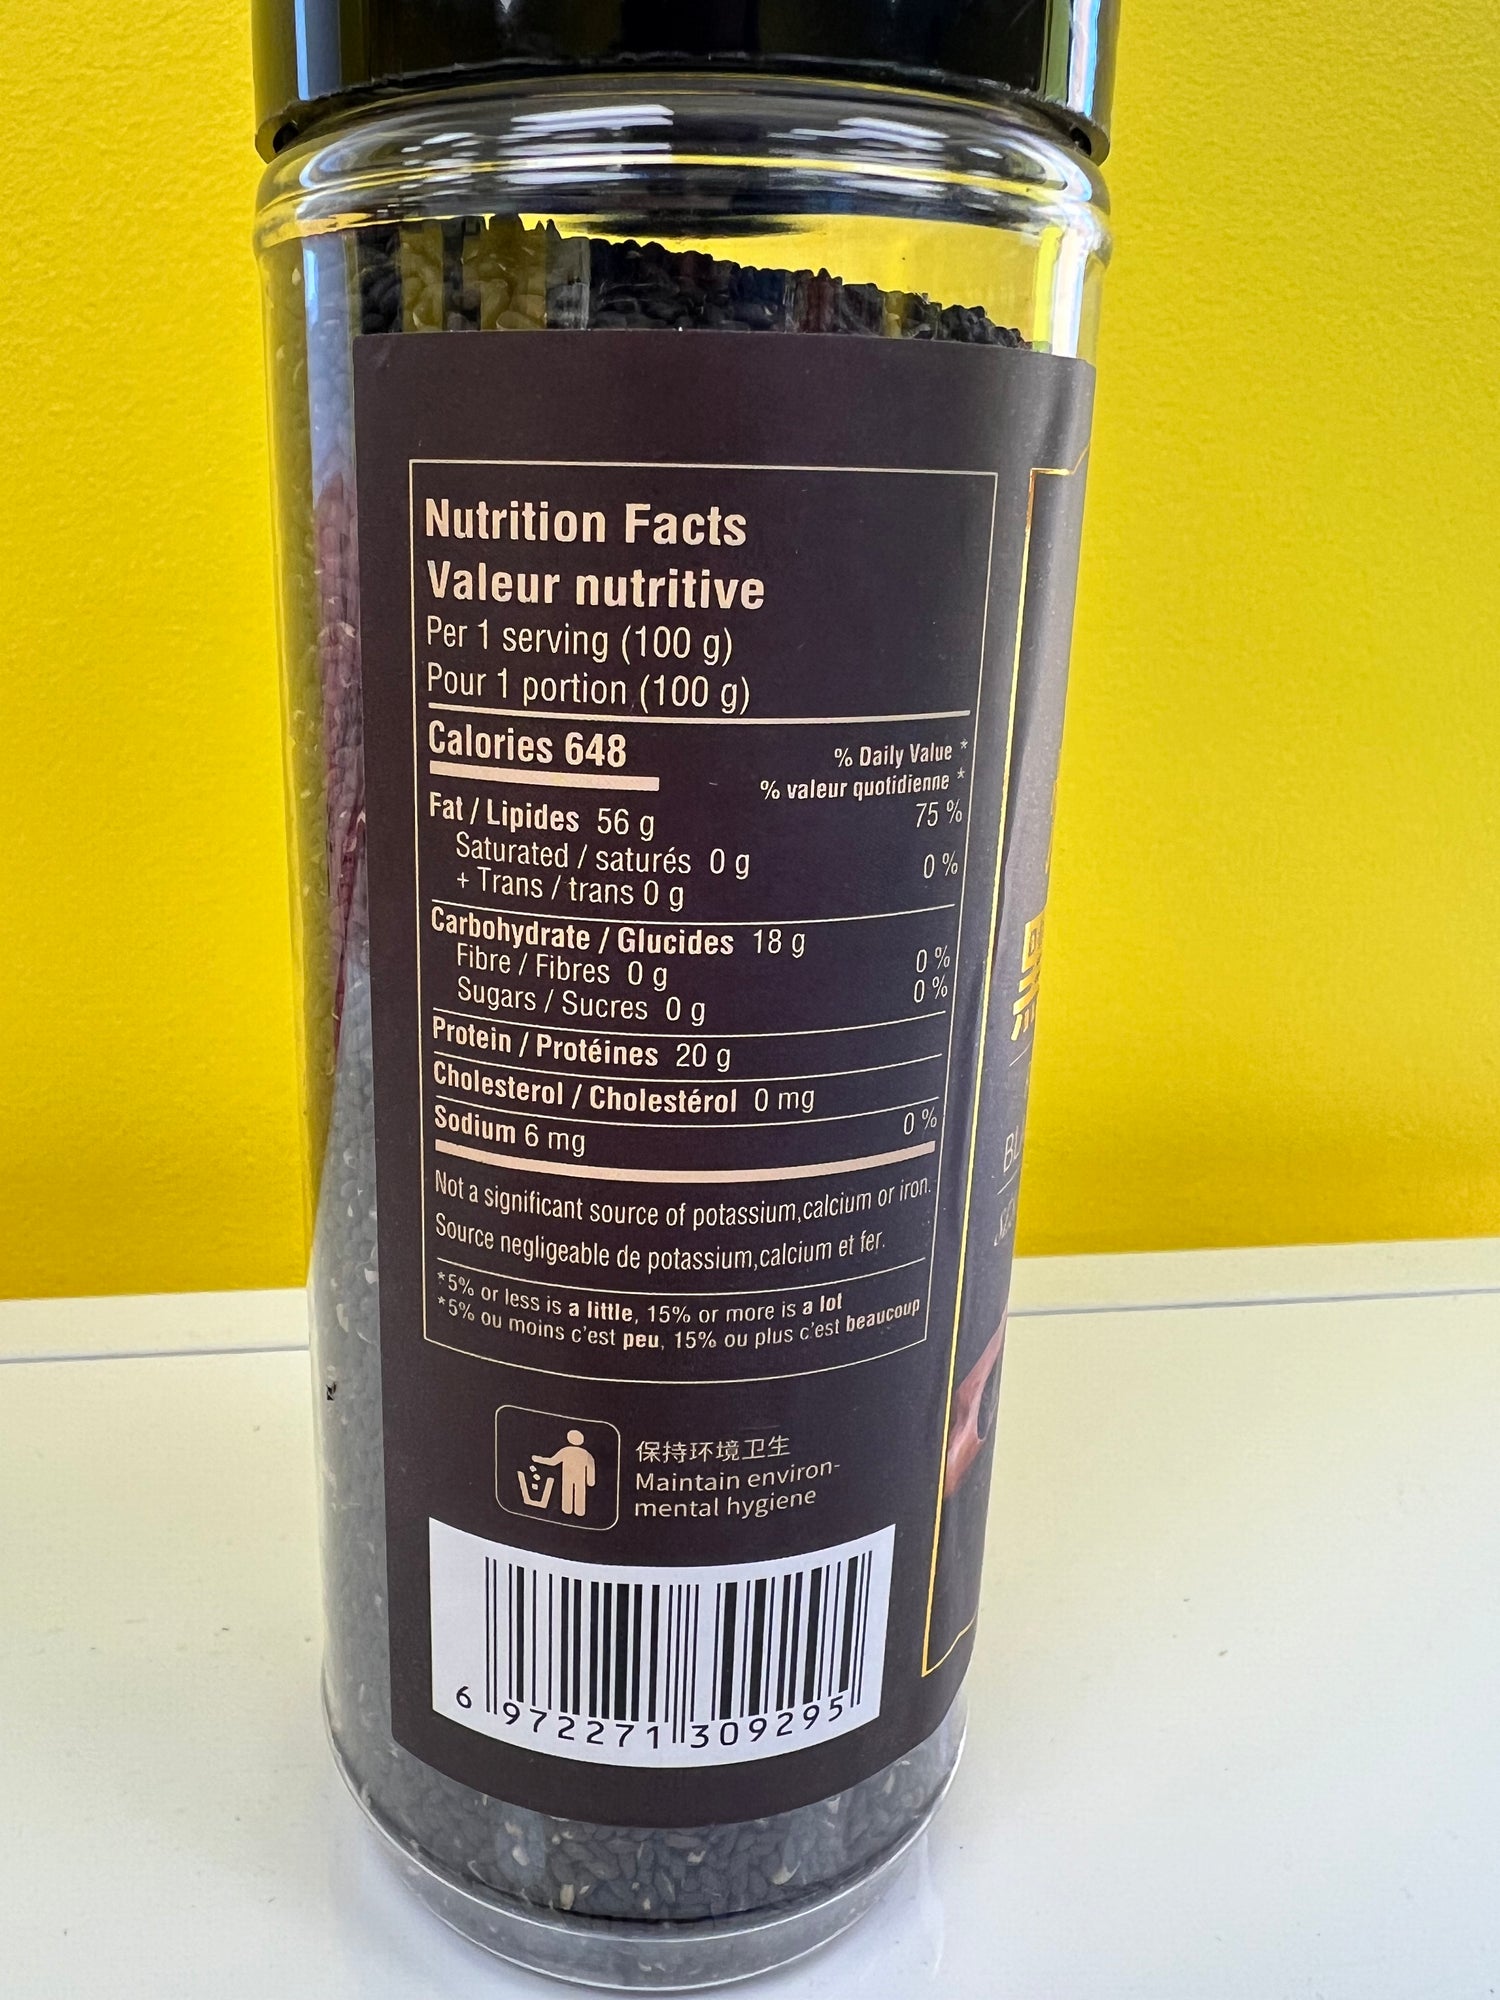 Nutrition Facts
Valeur nutritive
Per 1 serving (100 g)
Pour 1 portion (100 g)
Calories 648
% Daily Value *
% valeur quotidienne *
Fat / Lipides 56 g 75 %
Saturated / saturés 0 g 0 %
+ Trans / trans 0 g
Carbohydrate / Glucides 18 g
Fibre / Fibres 0 g 0 %
Sugars / Sucres 0 g 0 %
Protein / Protéines 20 g
Cholesterol / Cholestérol 0 mg
Sodium 6 mg 0 %
Not a significant source of potassium,calcium or iron.
Source negligeable de potassium,calcium et fer.
*5% or less is a little, 15% or more is a lot
*5% ou moins c'est peu, 15% ou plus c'est beaucoup
保持环境卫生
Maintain environ-
mental hygiene
6 972271 309295